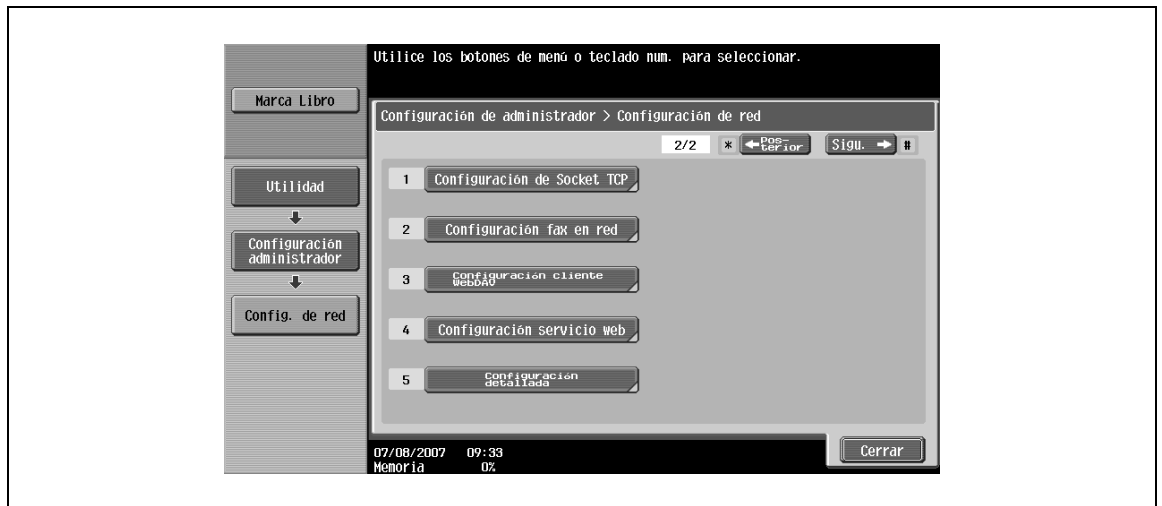 Utilice los botones de menú o teclado num. para seleccionar.
Marca Libro
Configuración de administrador > Configuración de red
2/2 * ←Pos-
terior Sigu. → #
Utilidad
Configuración
administrador
Config. de red
1 Configuración de Socket TCP
2 Configuración fax en red
3 Configuración cliente
WebDAV
4 Configuración servicio web
5 Configuración
detallada
07/08/2007 09:33
Memoria 0%
Cerrar